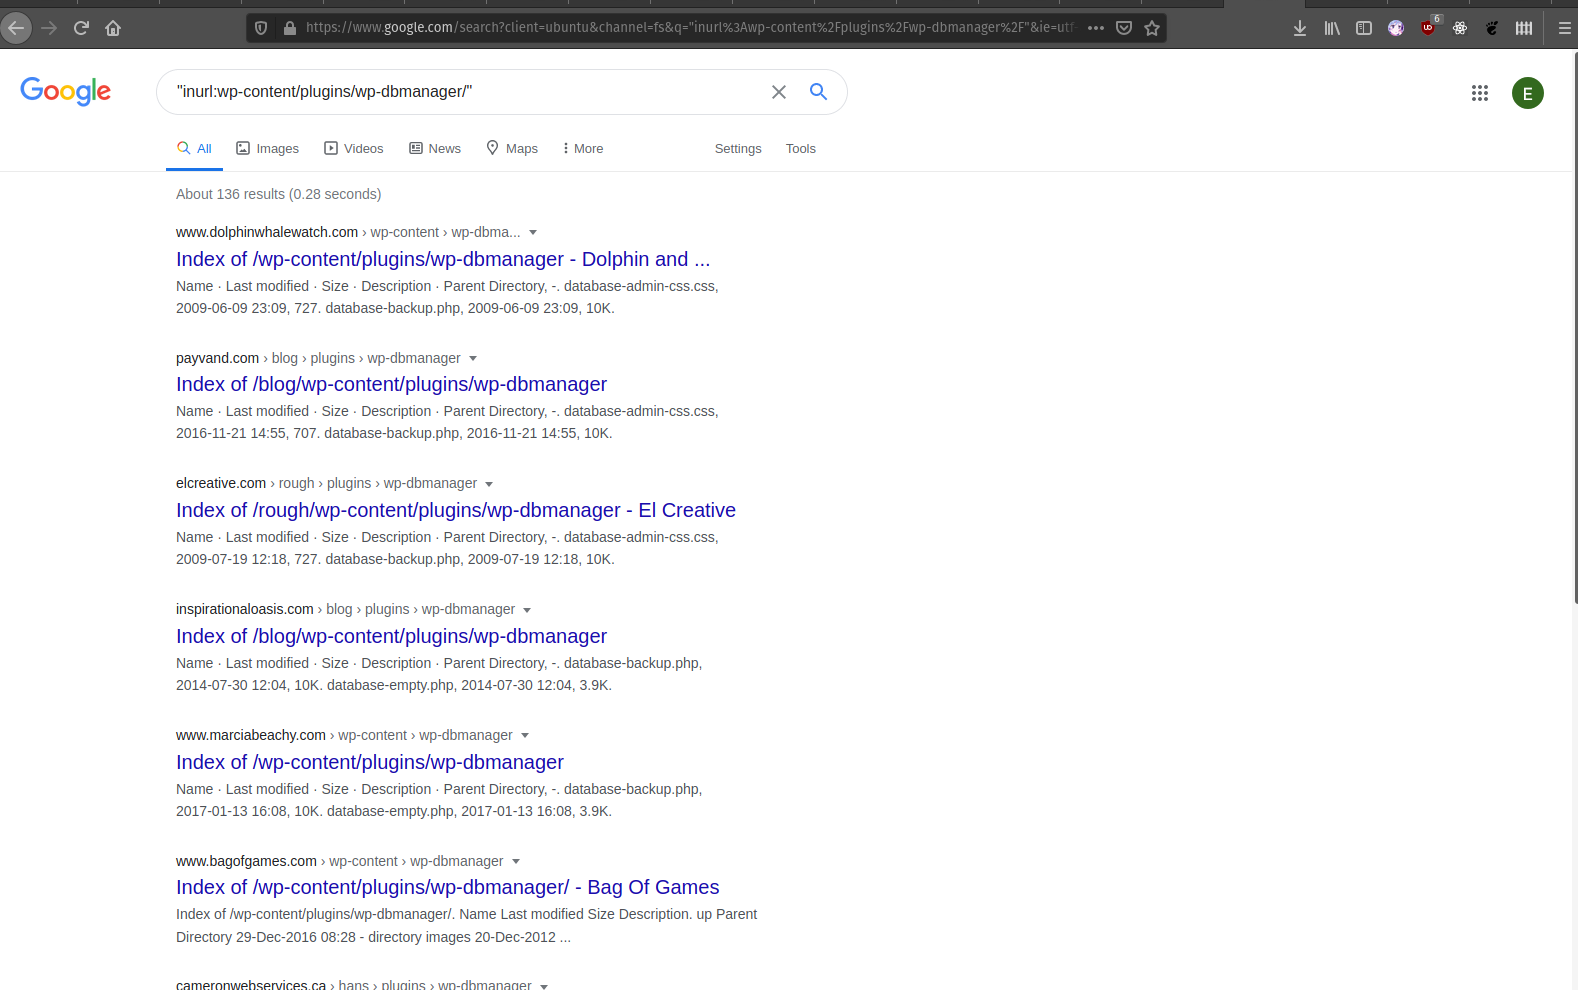 https://www.google.com/search?client=ubuntu&channel=fs&q="inurl%3Awp-content%2Fplugins%2Fwp-dbmanager%2F"&ie=utf-
6
Google
"inurl:wp-content/plugins/wp-dbmanager/"
E
All Images Videos News Maps More Settings Tools
About 136 results (0.28 seconds)
www.dolphinwhalewatch.com › wp-content › wp-dbma...
Index of /wp-content/plugins/wp-dbmanager - Dolphin and ...
Name · Last modified · Size · Description · Parent Directory, -. database-admin-css.css,
2009-06-09 23:09, 727. database-backup.php, 2009-06-09 23:09, 10K.
payvand.com › blog › plugins › wp-dbmanager
Index of /blog/wp-content/plugins/wp-dbmanager
Name · Last modified · Size · Description · Parent Directory, -. database-admin-css.css,
2016-11-21 14:55, 707. database-backup.php, 2016-11-21 14:55, 10K.
elcreative.com › rough › plugins › wp-dbmanager
Index of /rough/wp-content/plugins/wp-dbmanager - El Creative
Name · Last modified · Size · Description · Parent Directory, -. database-admin-css.css,
2009-07-19 12:18, 727. database-backup.php, 2009-07-19 12:18, 10K.
inspirationaloasis.com › blog › plugins › wp-dbmanager
Index of /blog/wp-content/plugins/wp-dbmanager
Name · Last modified · Size · Description · Parent Directory, -. database-backup.php,
2014-07-30 12:04, 10K. database-empty.php, 2014-07-30 12:04, 3.9K.
www.marciabeachy.com › wp-content › wp-dbmanager
Index of /wp-content/plugins/wp-dbmanager
Name · Last modified · Size · Description · Parent Directory, -. database-backup.php,
2017-01-13 16:08, 10K. database-empty.php, 2017-01-13 16:08, 3.9K.
www.bagofgames.com › wp-content › wp-dbmanager
Index of /wp-content/plugins/wp-dbmanager/ - Bag Of Games
Index of /wp-content/plugins/wp-dbmanager/. Name Last modified Size Description. up Parent
Directory 29-Dec-2016 08:28 - directory images 20-Dec-2012 ...
cameronwebservices.ca › hans › plugins › wp-dbmanager